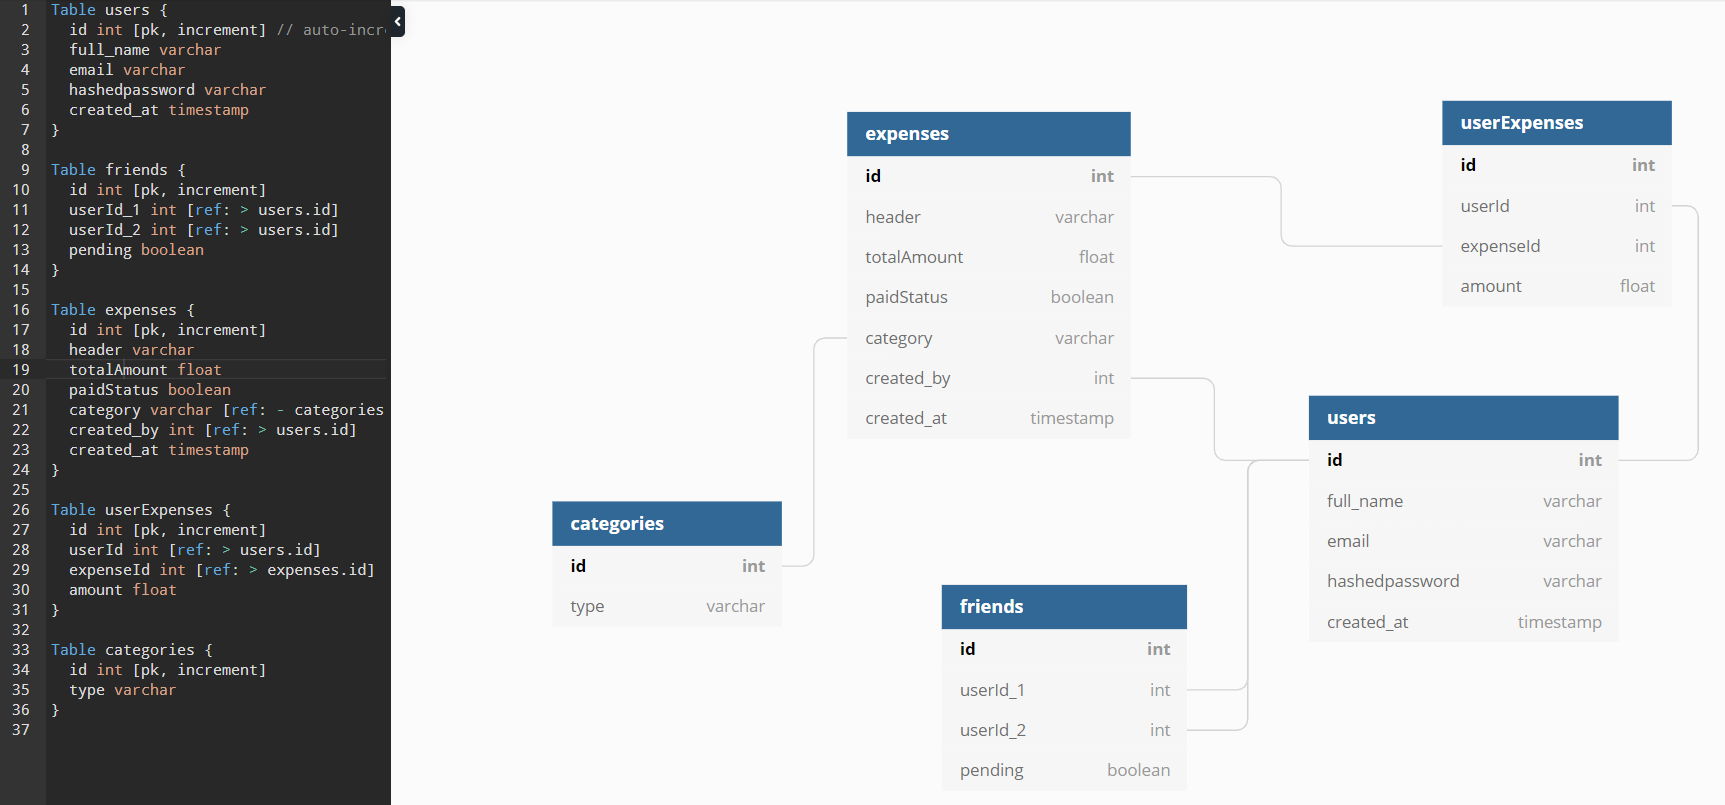 1 Table users {
2 id int [pk, increment] // auto-incr
3 full_name varchar
4 email varchar
5 hashedpassword varchar
6 created_at timestamp
7 }
8
9 Table friends {
10 id int [pk, increment]
11 userId_1 int [ref: > users.id]
12 userId_2 int [ref: > users.id]
13 pending boolean
14 }
15
16 Table expenses {
17 id int [pk, increment]
18 header varchar
19 totalAmount float
20 paidStatus boolean
21 category varchar [ref: - categories
22 created_by int [ref: > users.id]
23 created_at timestamp
24 }
25
26 Table userExpenses {
27 id int [pk, increment]
28 userId int [ref: > users.id]
29 expenseId int [ref: > expenses.id]
30 amount float
31 }
32
33 Table categories {
34 id int [pk, increment]
35 type varchar
36 }
37
expenses
id int
header varchar
totalAmount float
paidStatus boolean
category varchar
created_by int
created_at timestamp
userExpenses
id int
userId int
expenseId int
amount float
categories
id int
type varchar
users
id int
full_name varchar
email varchar
hashedpassword varchar
created_at timestamp
friends
id int
userId_1 int
userId_2 int
pending boolean